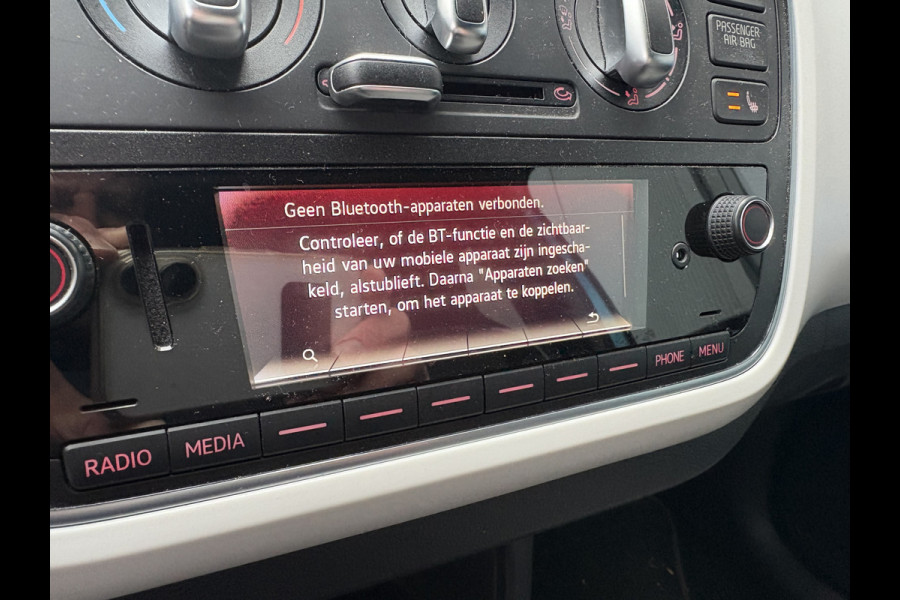 PASSENGER
AIR BAG
Geen Bluetooth-apparaten verbonden.
Controleer, of de BT-functie en de zichtbaar-
heid van uw mobiele apparaat zijn ingescha-
keld, alstublieft. Daarna "Apparaten zoeken"
starten, om het apparaat te koppelen.
RADIO
MEDIA
PHONE
MENU